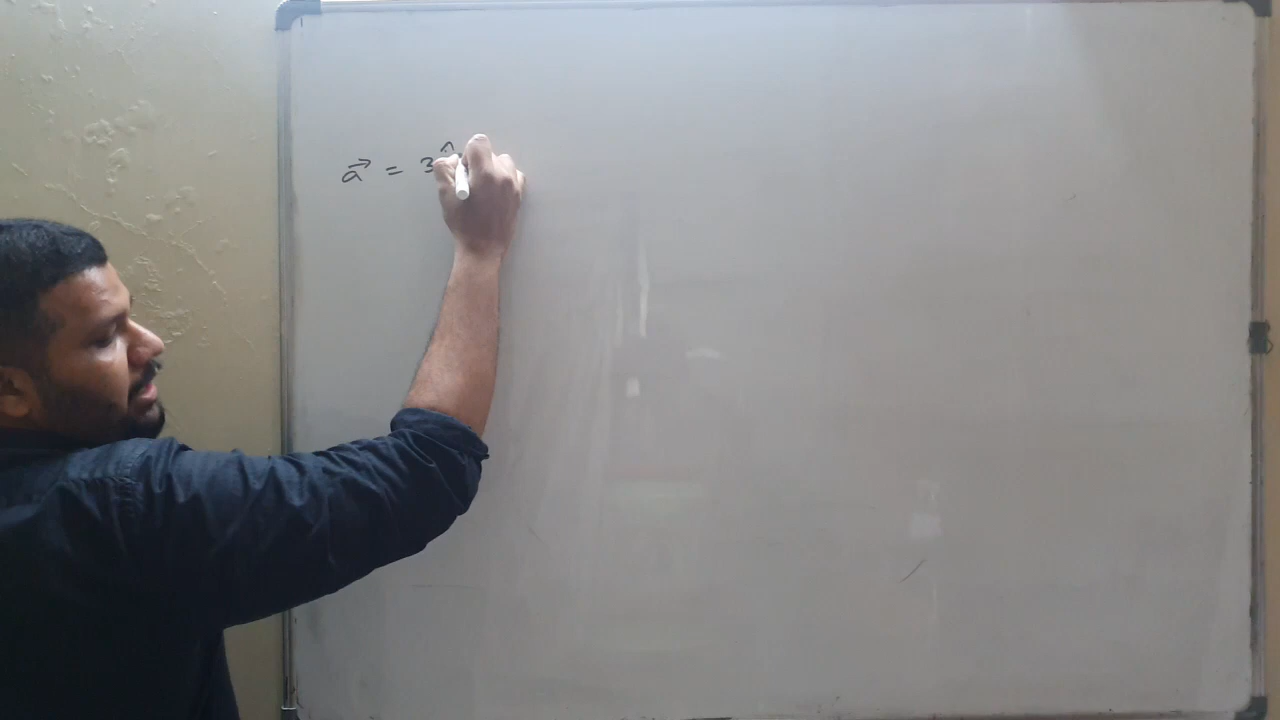 a⃗ = 3